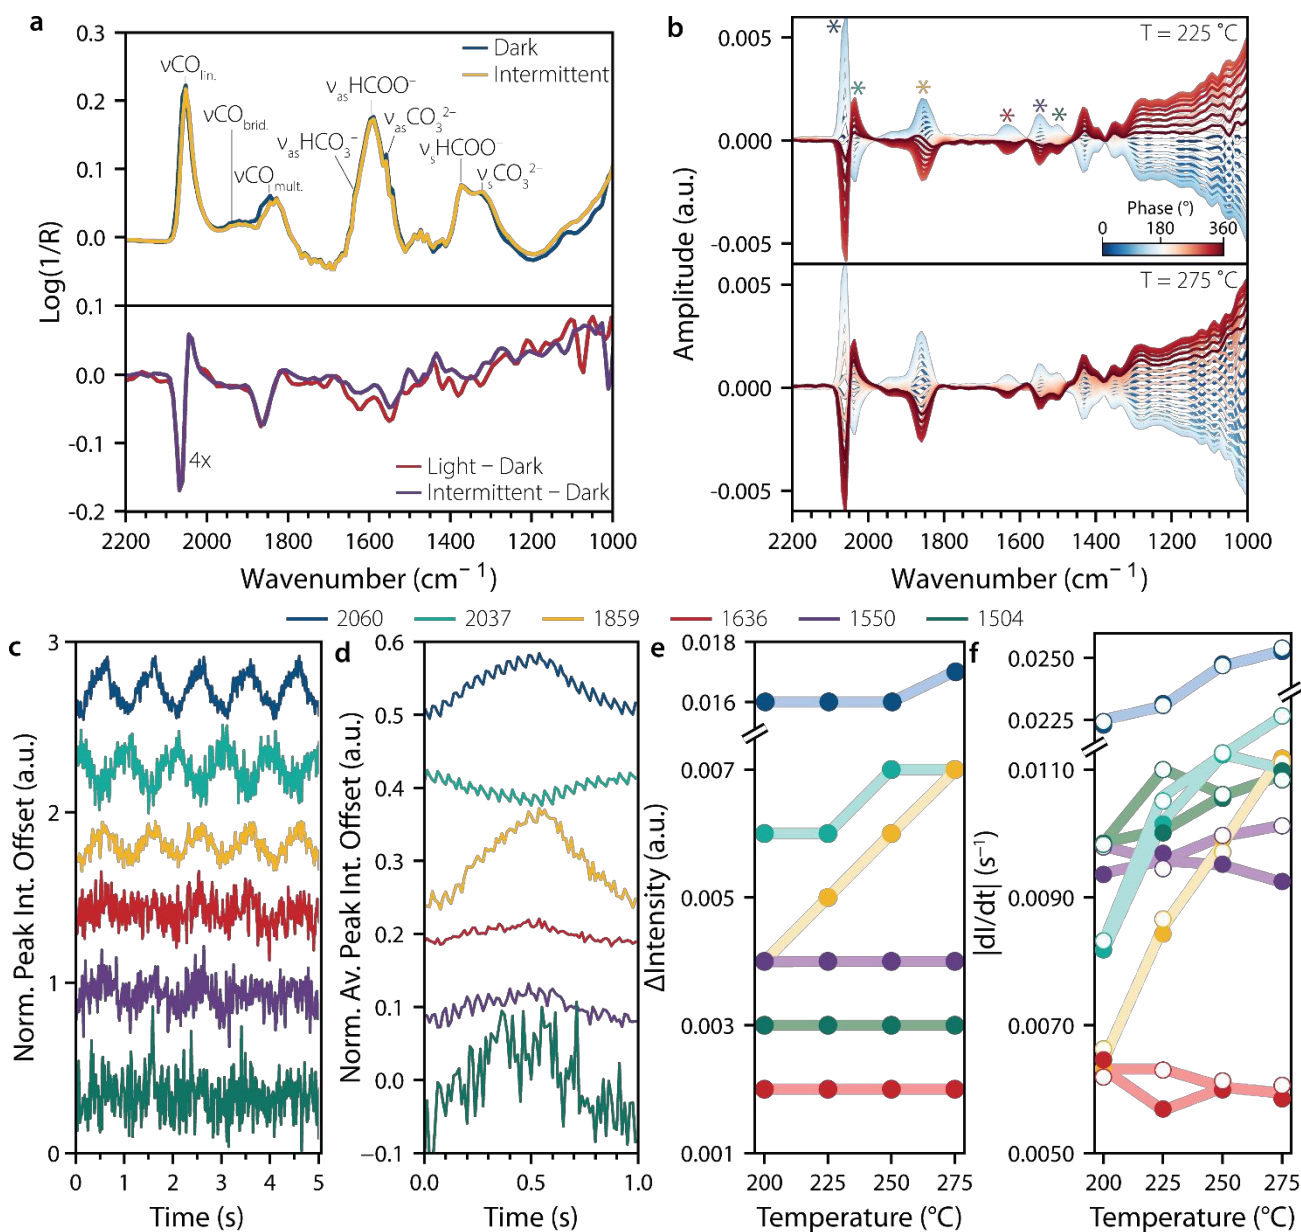 a
0.3
0.2
0.1
0.0
0.1
0.0
-0.1
-0.2
Log(1/R)
Dark
Intermittent
νCOlin.
νCObrid.
νCOmult.
νasHCO3−
νasHCOO−
νasCO32−
νsHCOO−
νsCO32−
4x
Light – Dark
Intermittent – Dark
2200 2000 1800 1600 1400 1200 1000
Wavenumber (cm−1)
b
T = 225 °C
0.005
0.000
-0.005
Phase (°)
0 180 360
T = 275 °C
0.005
0.000
-0.005
Amplitude (a.u.)
2200 2000 1800 1600 1400 1200 1000
Wavenumber (cm−1)
2060 2037 1859 1636 1550 1504
c
3
2
1
0
Norm. Peak Int. Offset (a.u.)
0 1 2 3 4 5
Time (s)
d
0.6
0.5
0.4
0.3
0.2
0.1
0.0
−0.1
Norm. Av. Peak Int. Offset (a.u.)
0.0 0.5 1.0
Time (s)
e
0.018
0.016
0.007
0.005
0.003
0.001
ΔIntensity (a.u.)
200 225 250 275
Temperature (°C)
f
0.0250
0.0225
0.0110
0.0090
0.0070
0.0050
|dI/dt| (s−1)
200 225 250 275
Temperature (°C)